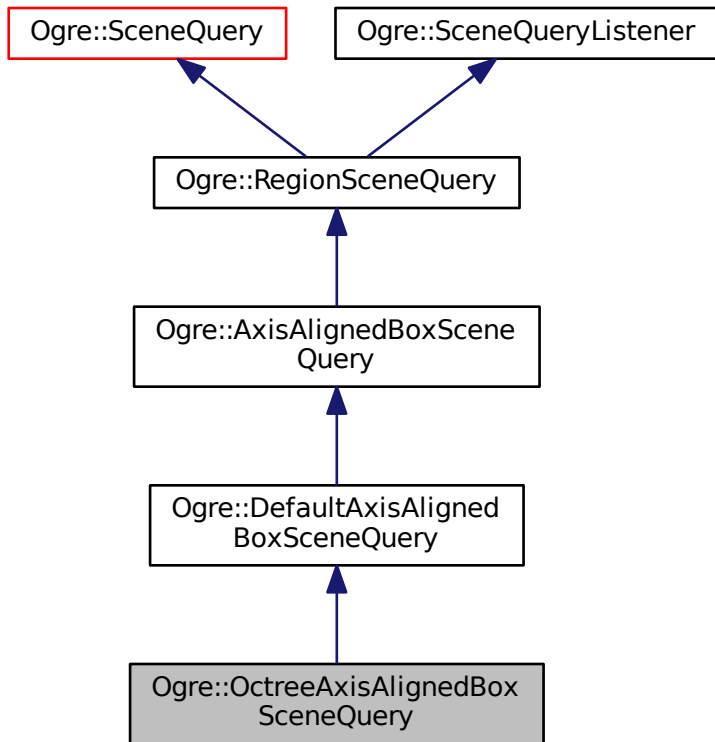 Ogre::SceneQuery
Ogre::SceneQueryListener
Ogre::RegionSceneQuery
Ogre::AxisAlignedBoxScene
Query
Ogre::DefaultAxisAligned
BoxSceneQuery
Ogre::OctreeAxisAlignedBox
SceneQuery